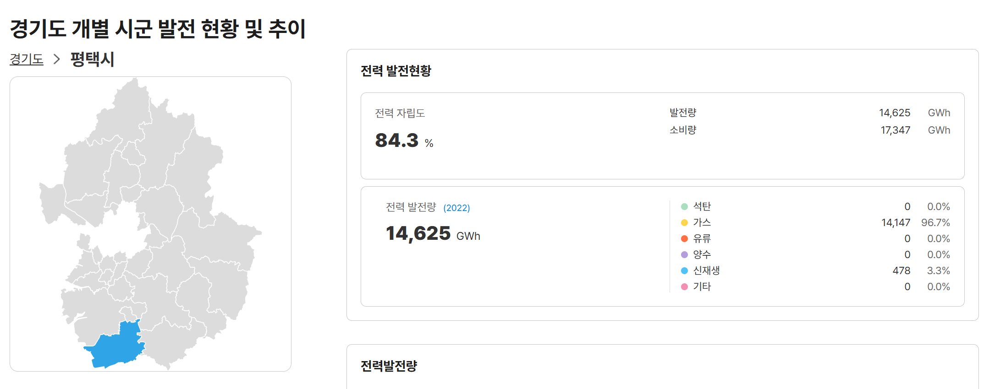 경기도 개별 시군 발전 현황 및 추이
경기도 > 평택시
전력 발전현황
전력 자립도
84.3 %
발전량 14,625 GWh
소비량 17,347 GWh
전력 발전량 (2022)
14,625 GWh
석탄 0 0.0%
가스 14,147 96.7%
유류 0 0.0%
양수 0 0.0%
신재생 478 3.3%
기타 0 0.0%
전력발전량